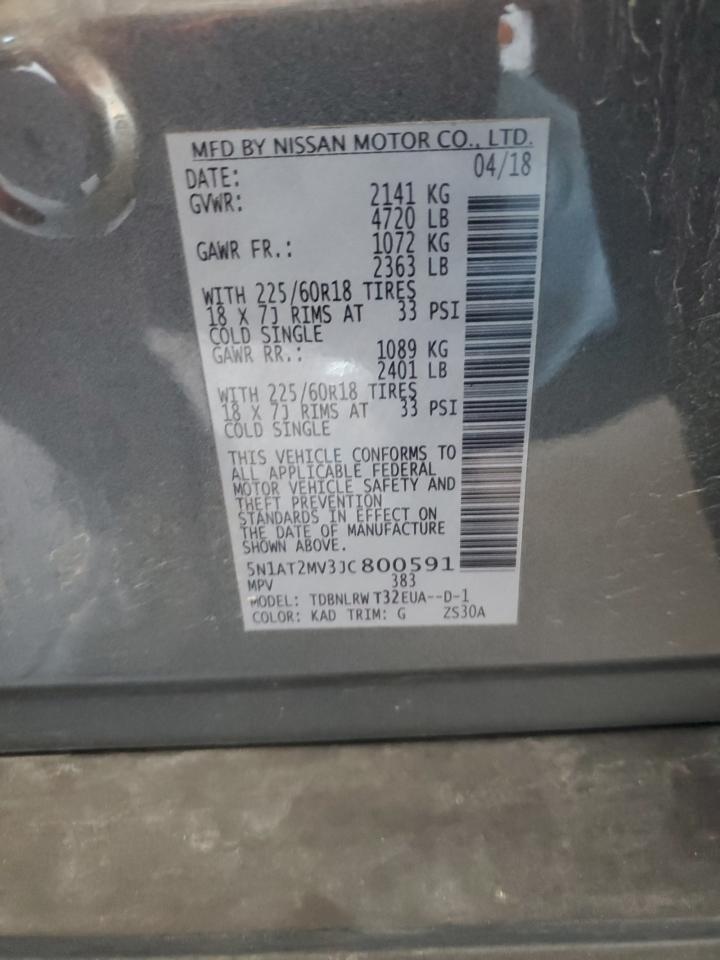 MFD BY NISSAN MOTOR CO., LTD.
DATE: 04/18
GVWR: 2141 KG
4720 LB
GAWR FR.: 1072 KG
2363 LB
WITH 225/60R18 TIRES
18 X 7J RIMS AT 33 PSI
COLD SINGLE
GAWR RR.: 1089 KG
2401 LB
WITH 225/60R18 TIRES
18 X 7J RIMS AT 33 PSI
COLD SINGLE
THIS VEHICLE CONFORMS TO
ALL APPLICABLE FEDERAL
MOTOR VEHICLE SAFETY AND
THEFT PREVENTION
STANDARDS IN EFFECT ON
THE DATE OF MANUFACTURE
SHOWN ABOVE.
5N1AT2MV3JC800591
MPV 383
MODEL: TDBNLRW T32EUA--D-1
COLOR: KAD TRIM: G ZS30A